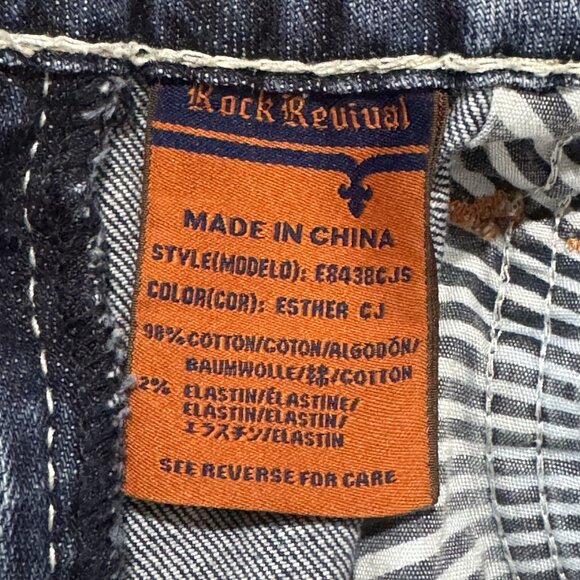 Rock Revival
MADE IN CHINA
STYLE(MODELO): E8438CJS
COLOR(COR): ESTHER CJ
98% COTTON/COTON/ALGODÓN/
BAUMWOLLE/綿/COTTON
2% ELASTIN/ÉLASTINE/
ELASTIN/ELASTIN/
エラスチン/ELASTIN
SEE REVERSE FOR CARE